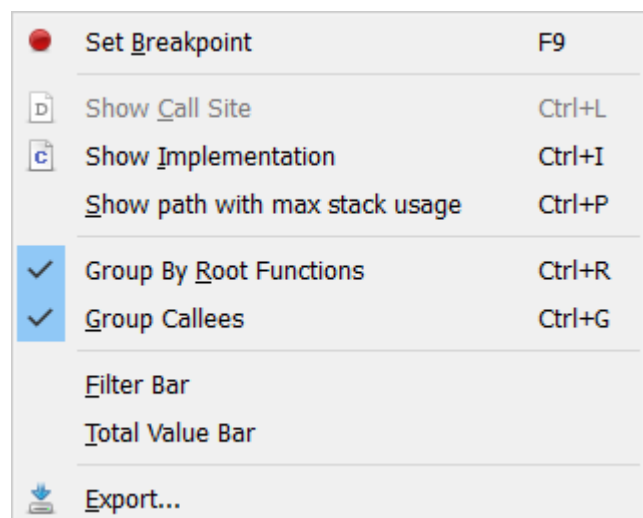 Set Breakpoint F9
D Show Call Site Ctrl+L
C Show Implementation Ctrl+I
Show path with max stack usage Ctrl+P
Group By Root Functions Ctrl+R
Group Callees Ctrl+G
Filter Bar
Total Value Bar
Export...